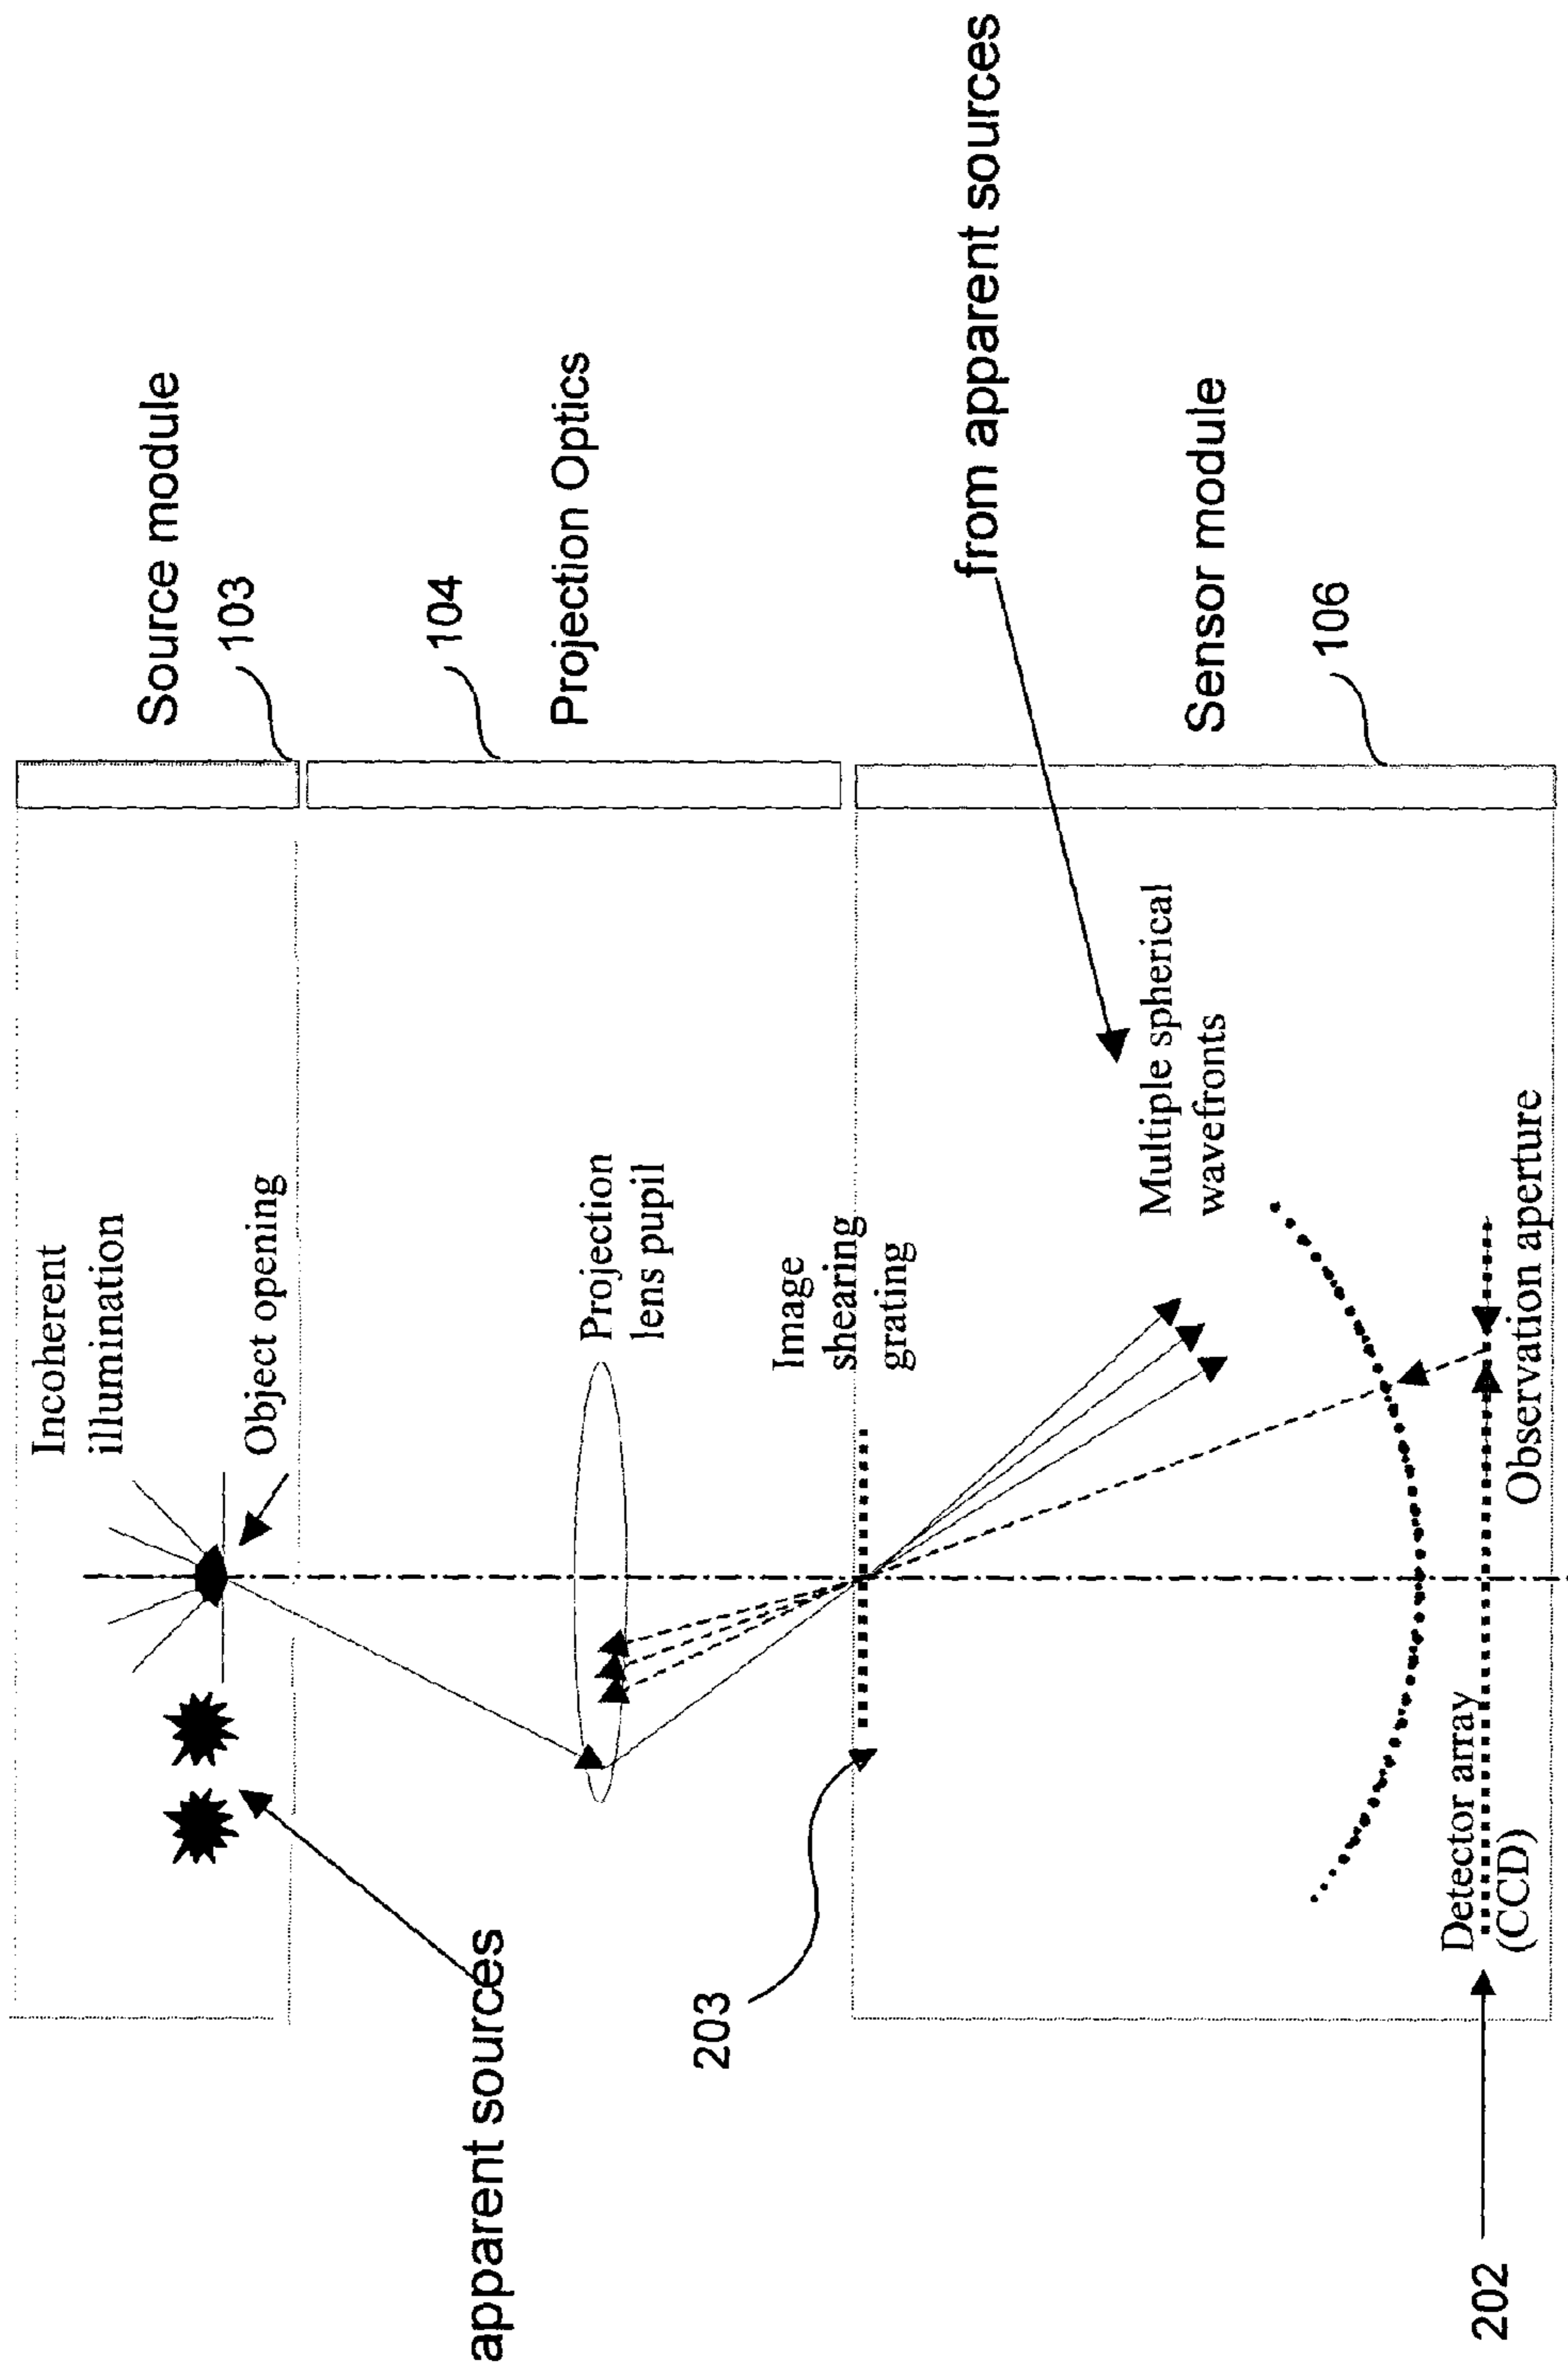 Source module
103
Incoherent
illumination
Object opening
apparent sources
104
Projection Optics
Projection
lens pupil
Image
shearing
grating
203
from apparent sources
Multiple spherical
wavefronts
Sensor module
106
Detector array
(CCD)
Observation aperture
202